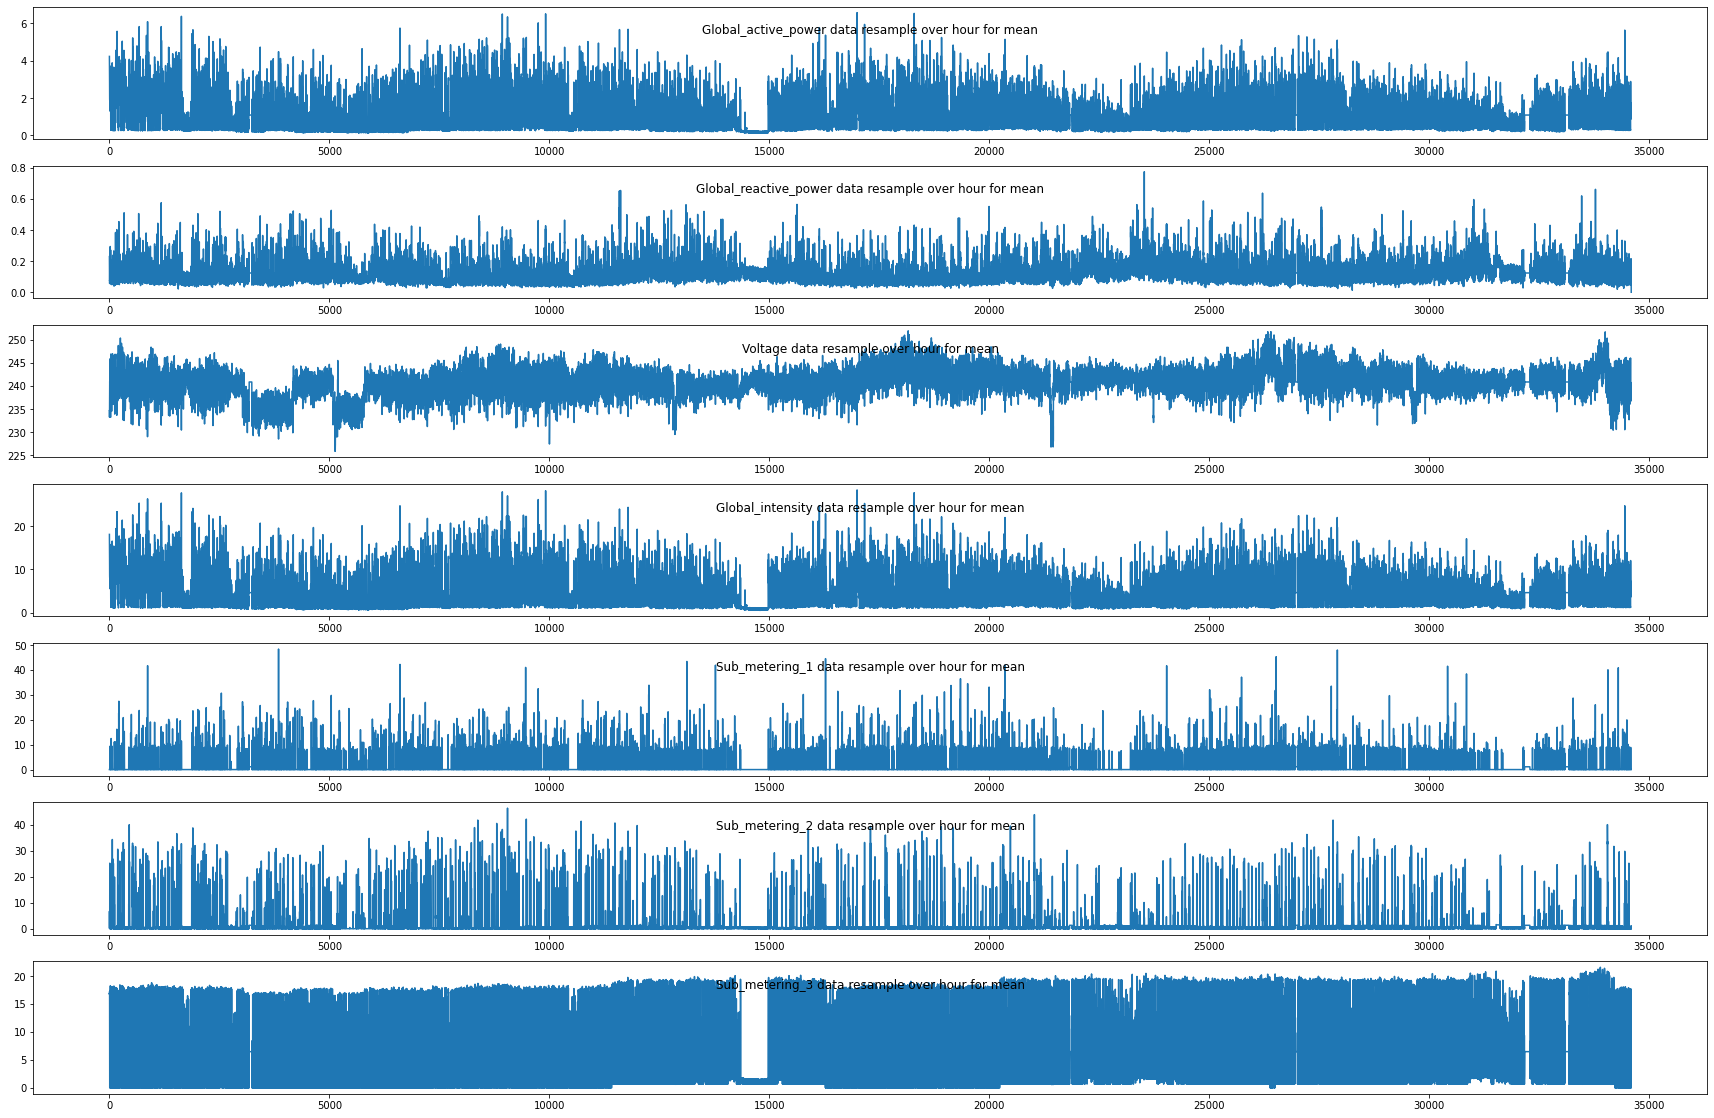 Global_active_power data resample over hour for mean
6
4
2
0
0 5000 10000 15000 20000 25000 30000 35000
Global_reactive_power data resample over hour for mean
0.8
0.6
0.4
0.2
0.0
0 5000 10000 15000 20000 25000 30000 35000
Voltage data resample over hour for mean
250
245
240
235
230
225
0 5000 10000 15000 20000 25000 30000 35000
Global_intensity data resample over hour for mean
20
10
0
0 5000 10000 15000 20000 25000 30000 35000
Sub_metering_1 data resample over hour for mean
50
40
30
20
10
0
0 5000 10000 15000 20000 25000 30000 35000
Sub_metering_2 data resample over hour for mean
40
30
20
10
0
0 5000 10000 15000 20000 25000 30000 35000
Sub_metering_3 data resample over hour for mean
20
15
10
5
0
0 5000 10000 15000 20000 25000 30000 35000